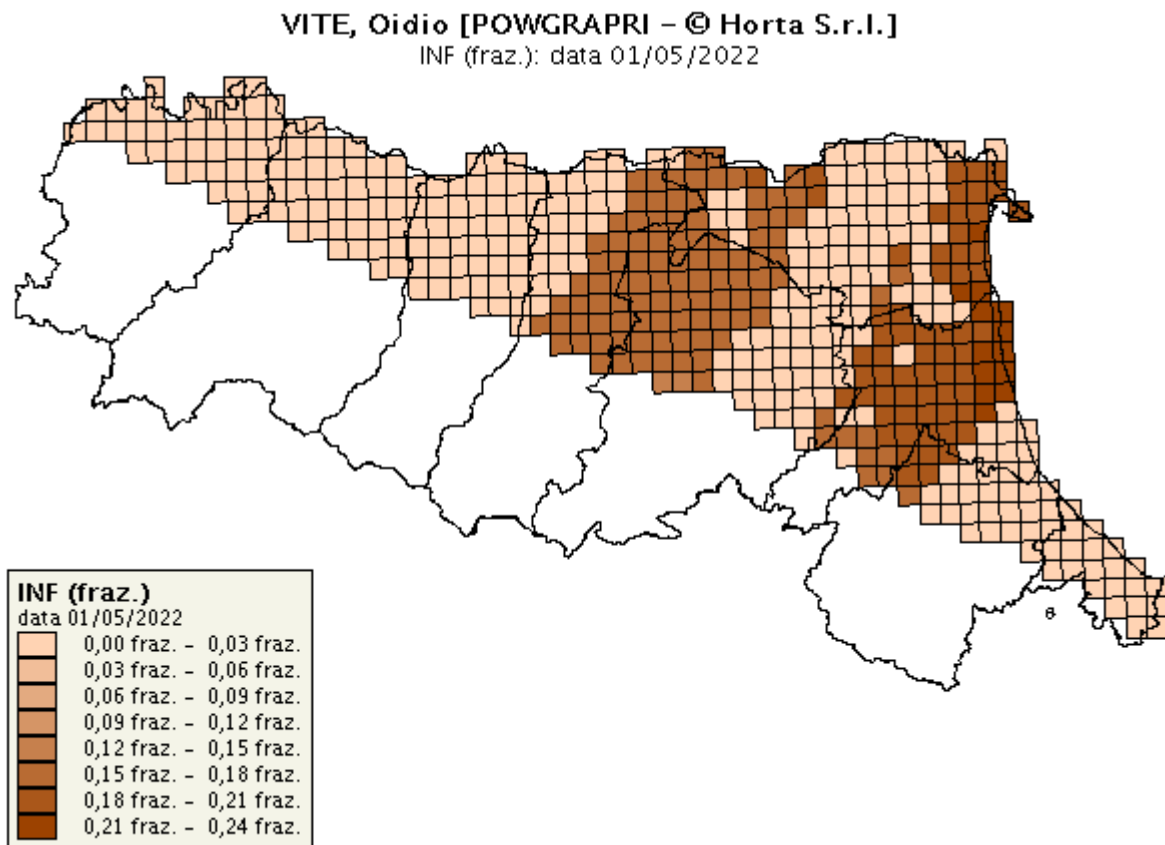 VITE, Oidio [POWGRAPRI – © Horta S.r.l.]
INF (fraz.): data 01/05/2022
INF (fraz.)
data 01/05/2022
0,00 fraz. – 0,03 fraz.
0,03 fraz. – 0,06 fraz.
0,06 fraz. – 0,09 fraz.
0,09 fraz. – 0,12 fraz.
0,12 fraz. – 0,15 fraz.
0,15 fraz. – 0,18 fraz.
0,18 fraz. – 0,21 fraz.
0,21 fraz. – 0,24 fraz.